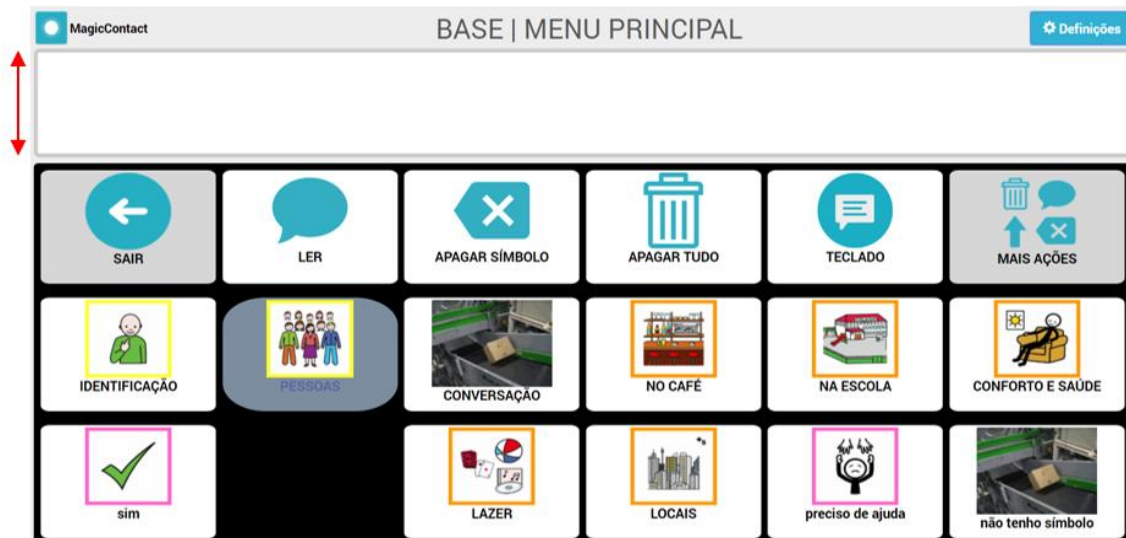 MagicContact
BASE | MENU PRINCIPAL
Definições
SAIR
LER
APAGAR SÍMBOLO
APAGAR TUDO
TECLADO
MAIS AÇÕES
IDENTIFICAÇÃO
PESSOAS
CONVERSAÇÃO
NO CAFÉ
NA ESCOLA
CONFORTO E SAÚDE
sim
LAZER
LOCAIS
preciso de ajuda
não tenho símbolo